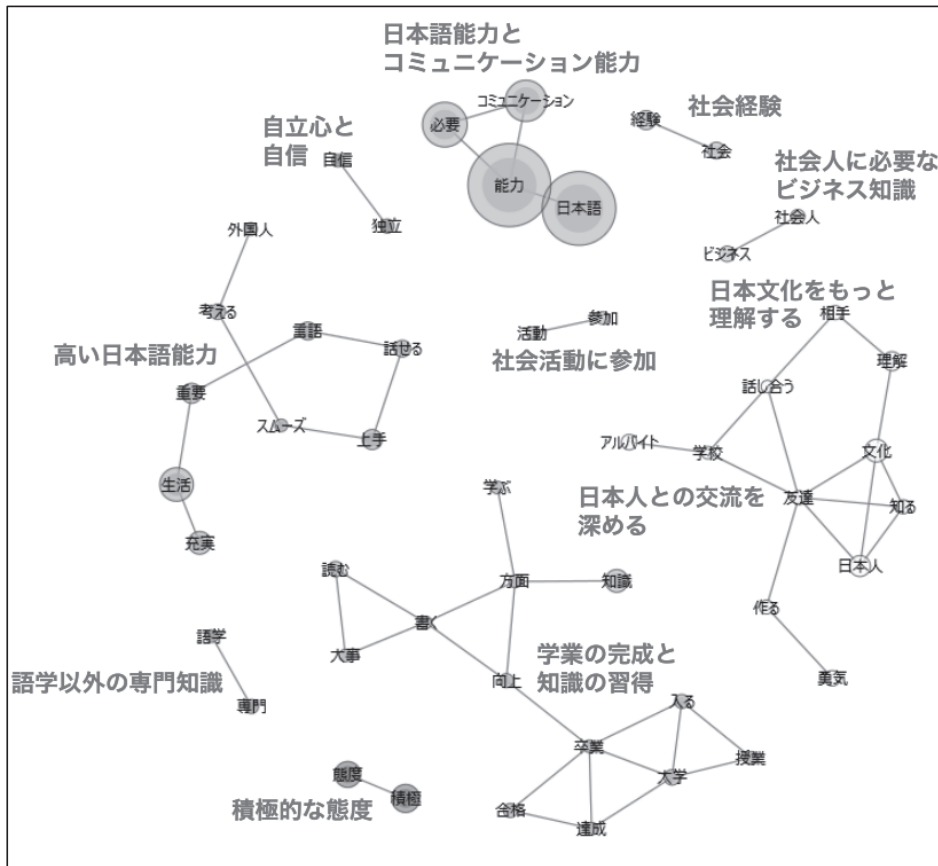 日本語能力と
コミュニケーション能力
コミュニケーション
必要
能力
日本語
経験
社会
社会経験
自立心と
自信
自信
独立
社会人に必要な
ビジネス知識
社会人
ビジネス
外国人
考える
言語
話せる
高い日本語能力
重要
スムーズ
上手
生活
充実
活動
参加
社会活動に参加
日本文化をもっと
理解する
相手
理解
話し合う
アルバイト
学校
文化
友達
知る
日本人
作る
勇気
日本人との交流を
深める
学ぶ
読む
方面
知識
書く
大事
向上
学業の完成と
知識の習得
語学
語学以外の専門知識
専門
入る
卒業
授業
大学
合格
達成
態度
積極
積極的な態度